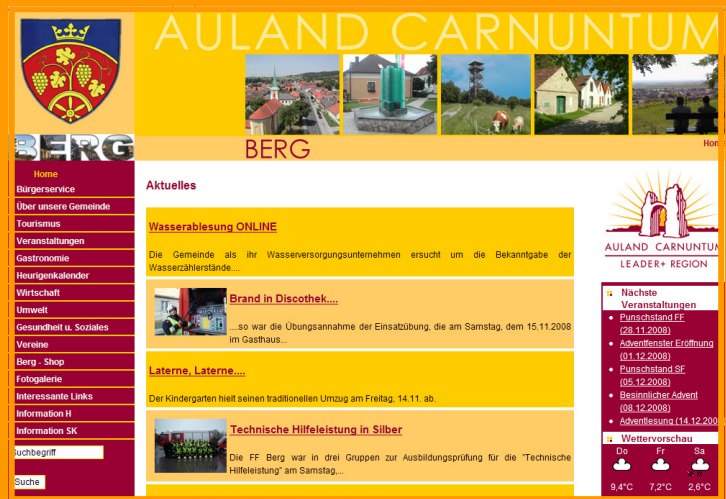 AULAND CARNUNTUM
BERG
BERG
Home
Home
Bürgerservice
Über unsere Gemeinde
Tourismus
Veranstaltungen
Gastronomie
Heurigenkalender
Wirtschaft
Umwelt
Gesundheit u. Soziales
Vereine
Berg - Shop
Fotogalerie
Interessante Links
Information H
Information SK
Suchbegriff
Suche
Aktuelles
Wasserablesung ONLINE
Die Gemeinde als ihr Wasserversorgungsunternehmen ersucht um die Bekanntgabe der
Wasserzählerstände....
Brand in Discothek....
....so war die Übungsannahme der Einsatzübung, die am Samstag, dem 15.11.2008
im Gasthaus...
Laterne, Laterne....
Der Kindergarten hielt seinen traditionellen Umzug am Freitag, 14.11. ab.
Technische Hilfeleistung in Silber
Die FF Berg war in drei Gruppen zur Ausbildungsprüfung für die "Technische
Hilfeleistung" am Samstag,...
AULAND CARNUNTUM
LEADER+ REGION
Nächste
Veranstaltungen
Punschstand FF
(28.11.2008)
Adventfenster Eröffnung
(01.12.2008)
Punschstand SF
(05.12.2008)
Besinnlicher Advent
(08.12.2008)
Adventlesung (14.12.2008)
Wettervorschau
Do Fr Sa
9,4°C 7,2°C 2,6°C